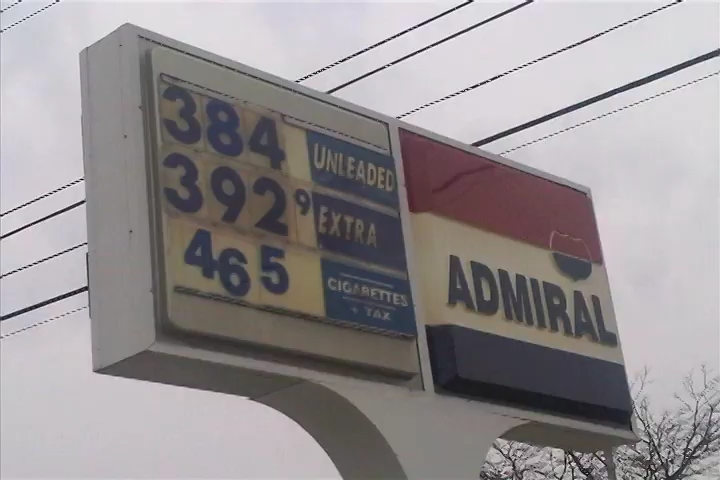 384 UNLEADED
392 9 EXTRA
465 CIGARETTES
+ TAX
ADMIRAL